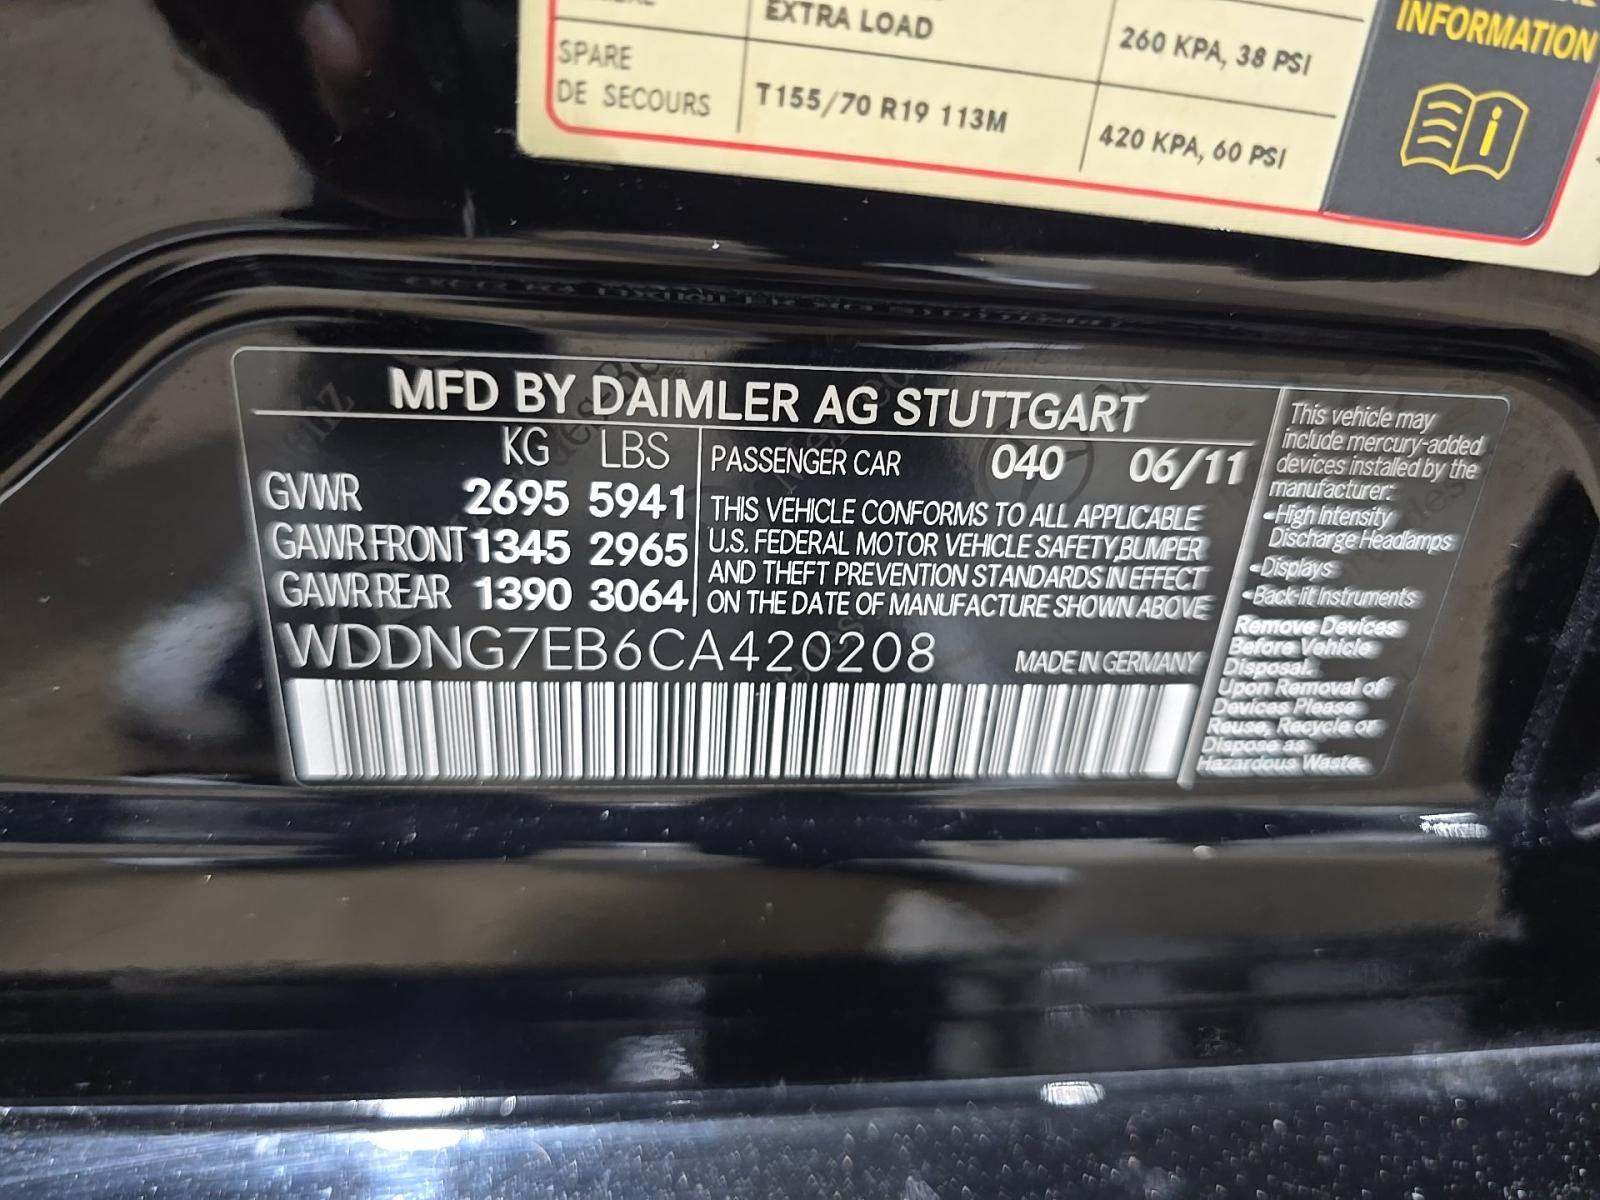 EXTRA LOAD
260 KPA, 38 PSI
SPARE
DE SECOURS
T155/70 R19 113M
420 KPA, 60 PSI
INFORMATION
MFD BY DAIMLER AG STUTTGART
KG LBS
GVWR 2695 5941
GAWR FRONT 1345 2965
GAWR REAR 1390 3064
PASSENGER CAR 040 06/11
THIS VEHICLE CONFORMS TO ALL APPLICABLE
U.S. FEDERAL MOTOR VEHICLE SAFETY,BUMPER
AND THEFT PREVENTION STANDARDS IN EFFECT
ON THE DATE OF MANUFACTURE SHOWN ABOVE
WDDNG7EB6CA420208
MADE IN GERMANY
This vehicle may
include mercury-added
devices installed by the
manufacturer:
•High Intensity
Discharge Headlamps
•Displays
•Back-lit Instruments
Remove Devices
Before Vehicle
Disposal.
Upon Removal of
Devices Please
Reuse, Recycle or
Dispose as
Hazardous Waste.